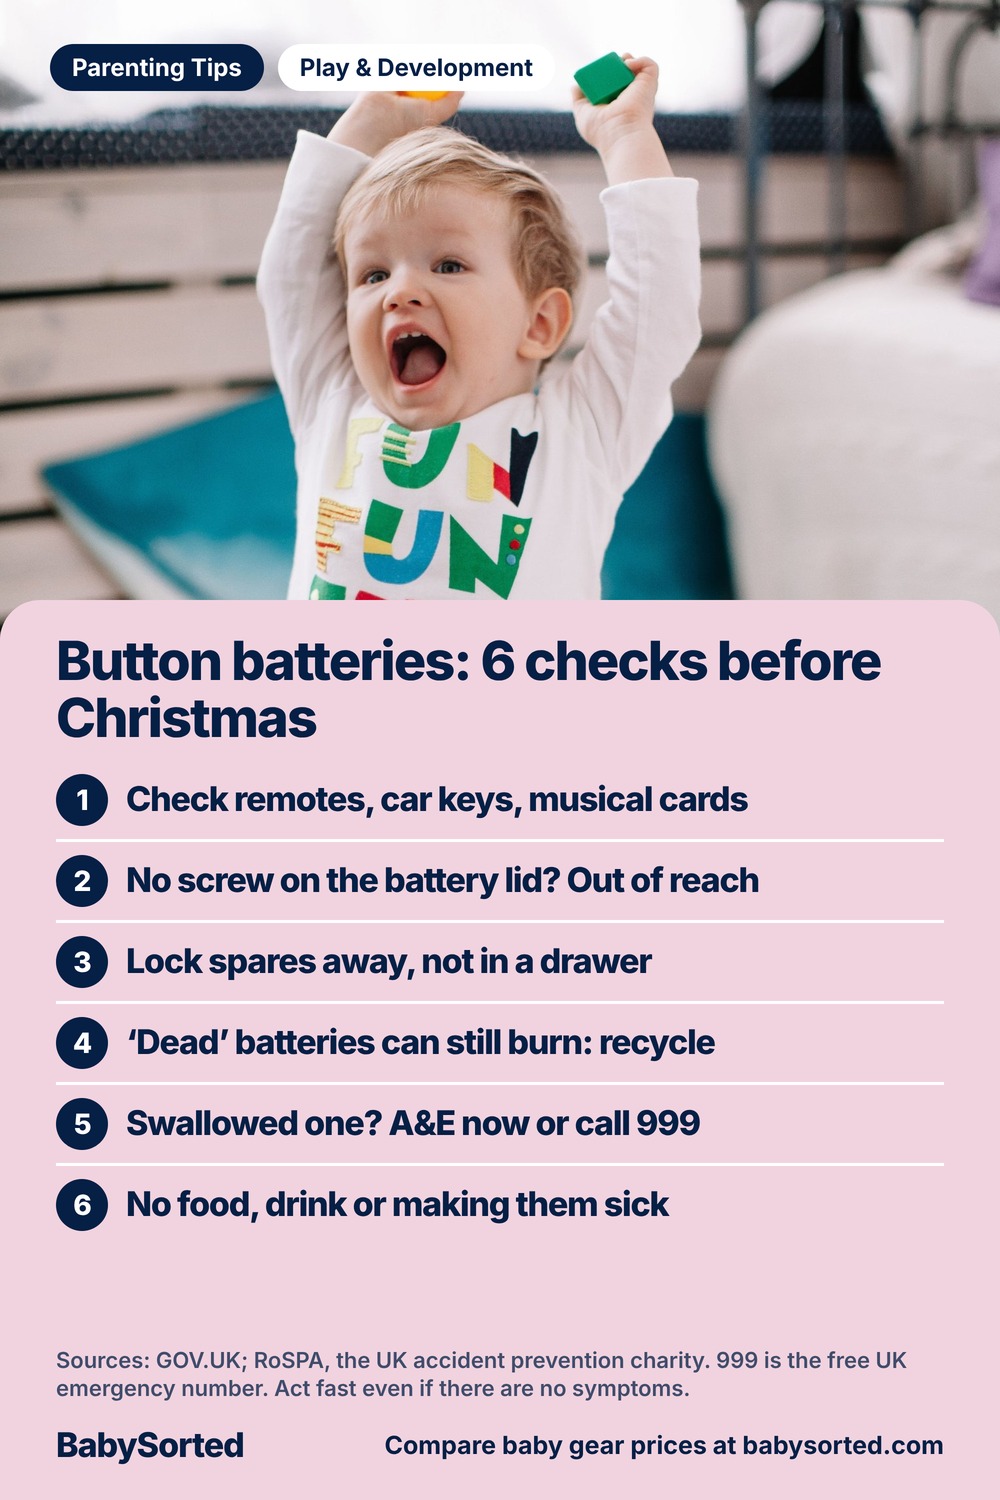 Parenting Tips
Play & Development
FUN
FUN
Button batteries: 6 checks before
Christmas
1 Check remotes, car keys, musical cards
2 No screw on the battery lid? Out of reach
3 Lock spares away, not in a drawer
4 ‘Dead’ batteries can still burn: recycle
5 Swallowed one? A&E now or call 999
6 No food, drink or making them sick
Sources: GOV.UK; RoSPA, the UK accident prevention charity. 999 is the free UK
emergency number. Act fast even if there are no symptoms.
BabySorted
Compare baby gear prices at babysorted.com